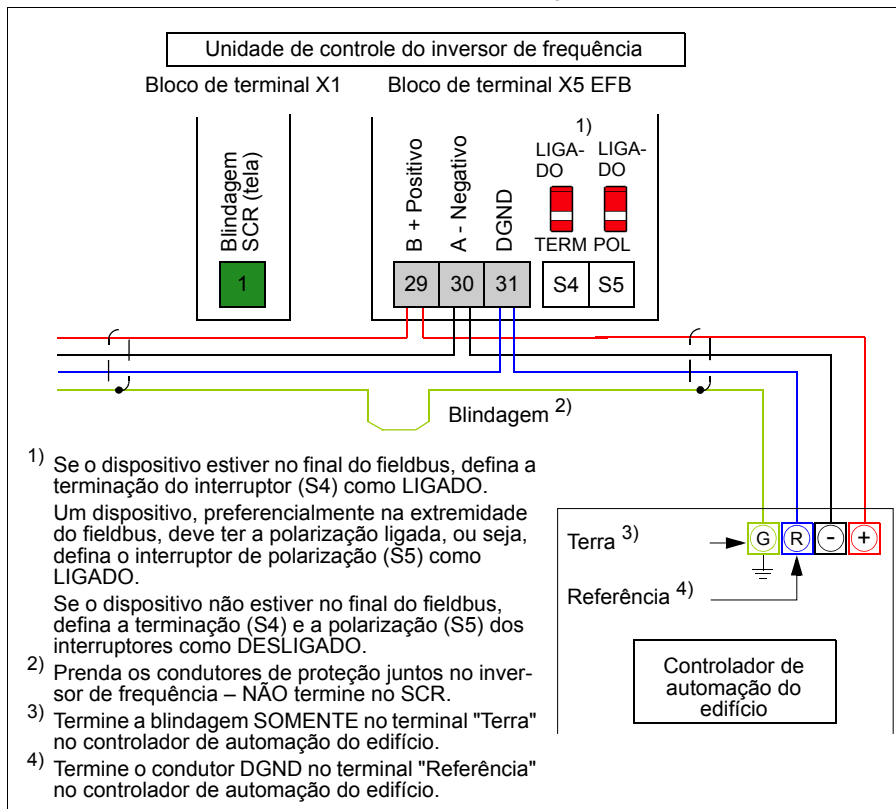 Unidade de controle do inversor de frequência
Bloco de terminal X1
Bloco de terminal X5 EFB
Blindagem
SCR (tela)
1
B + Positivo
A - Negativo
DGND
1)
LIGA-
DO
LIGA-
DO
TERM POL
29 30 31 S4 S5
Blindagem 2)
1) Se o dispositivo estiver no final do fieldbus, defina a
terminação do interruptor (S4) como LIGADO.
Um dispositivo, preferencialmente na extremidade
do fieldbus, deve ter a polarização ligada, ou seja,
defina o interruptor de polarização (S5) como
LIGADO.
Se o dispositivo não estiver no final do fieldbus,
defina a terminação (S4) e a polarização (S5) dos
interruptores como DESLIGADO.
2) Prenda os condutores de proteção juntos no inver-
sor de frequência – NÃO termine no SCR.
3) Termine a blindagem SOMENTE no terminal "Terra"
no controlador de automação do edifício.
4) Termine o condutor DGND no terminal "Referência"
no controlador de automação do edifício.
Terra 3)
G R - +
Referência 4)
Controlador de
automação do
edifício